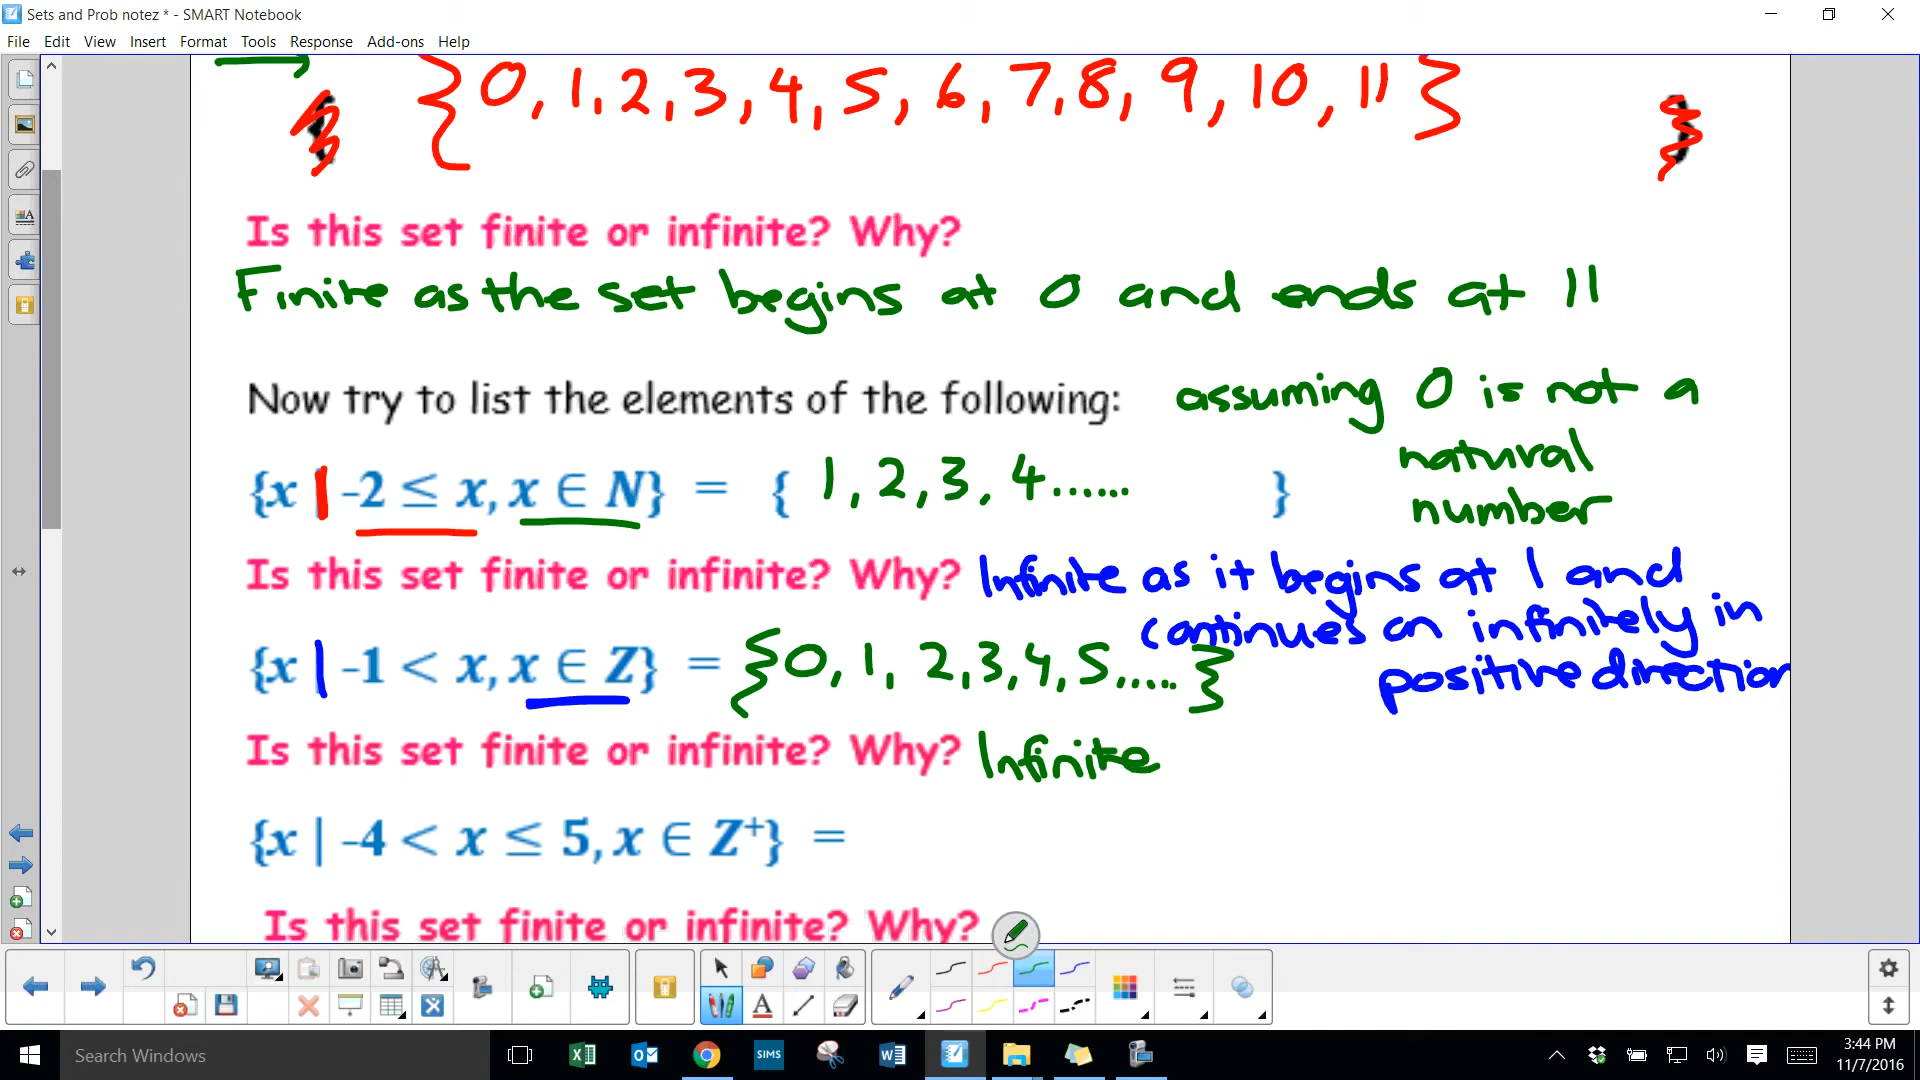 Sets and Prob notez * - SMART Notebook
File Edit View Insert Format Tools Response Add-ons Help
{0, 1, 2, 3, 4, 5, 6, 7, 8, 9, 10, 11}
Is this set finite or infinite? Why?
Finite as the set begins at 0 and ends at 11
Now try to list the elements of the following:
assuming 0 is not a
natural
number
{x | -2 ≤ x, x ∈ N} = { 1, 2, 3, 4...... }
Is this set finite or infinite? Why?
Infinite as it begins at 1 and
continues on infinitely in
positive direction
{x | -1 < x, x ∈ Z} = {0, 1, 2, 3, 4, 5,.....}
Is this set finite or infinite? Why?
Infinite
{x | -4 < x ≤ 5, x ∈ Z⁺} =
Is this set finite or infinite? Why?
Search Windows
SIMS
3:44 PM
11/7/2016